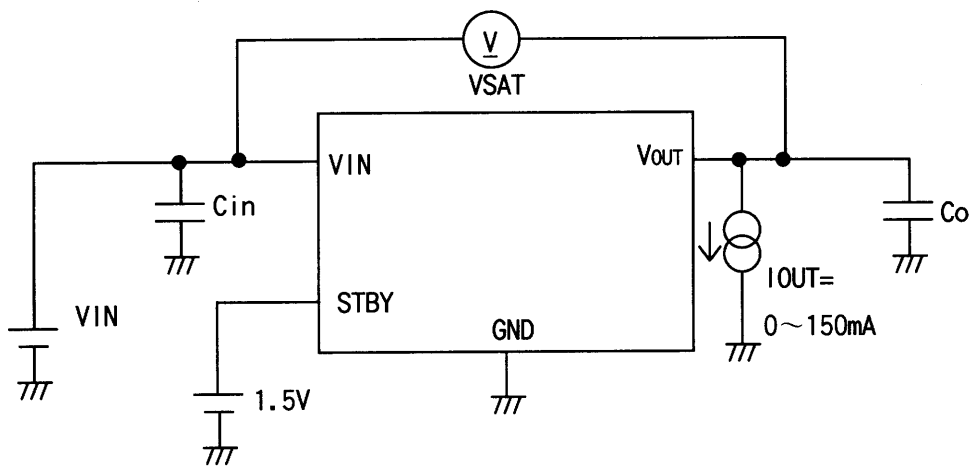 V
VSAT
VIN
VOUT
Cin
Co
STBY
IOUT=
VIN
GND
0～150mA
1.5V